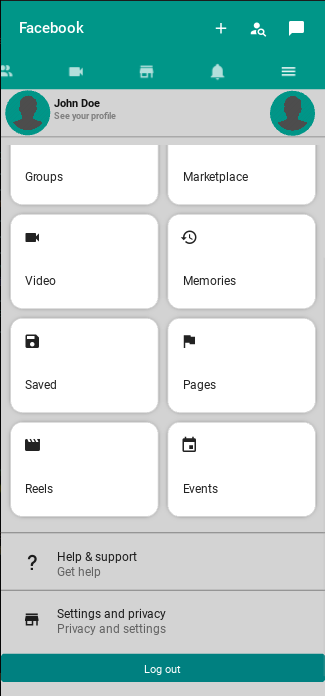 Facebook
John Doe
See your profile
Groups
Marketplace
Video
Memories
Saved
Pages
Reels
Events
?
Help & support
Get help
Settings and privacy
Privacy and settings
Log out